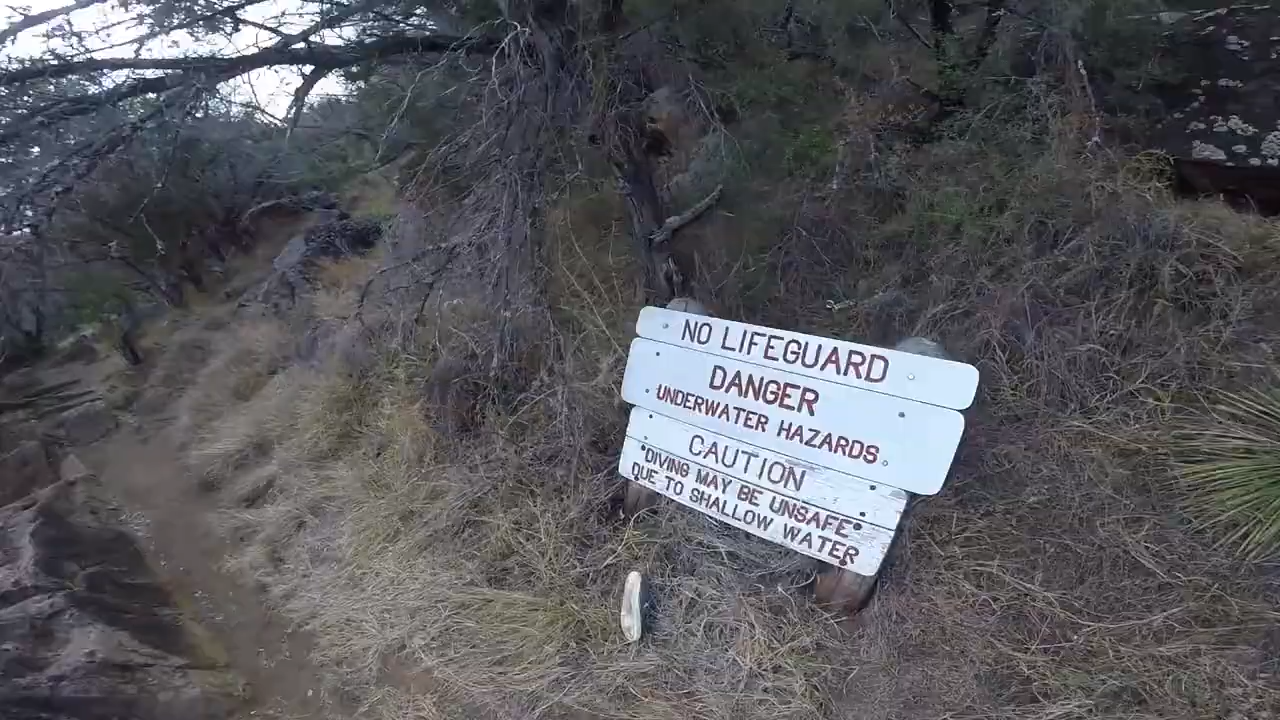 NO LIFEGUARD
DANGER
UNDERWATER HAZARDS
CAUTION
DIVING MAY BE UNSAFE
DUE TO SHALLOW WATER